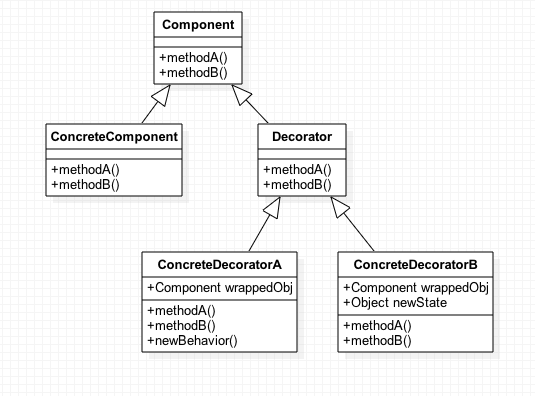 Component
+methodA()
+methodB()
ConcreteComponent
+methodA()
+methodB()
Decorator
+methodA()
+methodB()
ConcreteDecoratorA
+Component wrappedObj
+methodA()
+methodB()
+newBehavior()
ConcreteDecoratorB
+Component wrappedObj
+Object newState
+methodA()
+methodB()